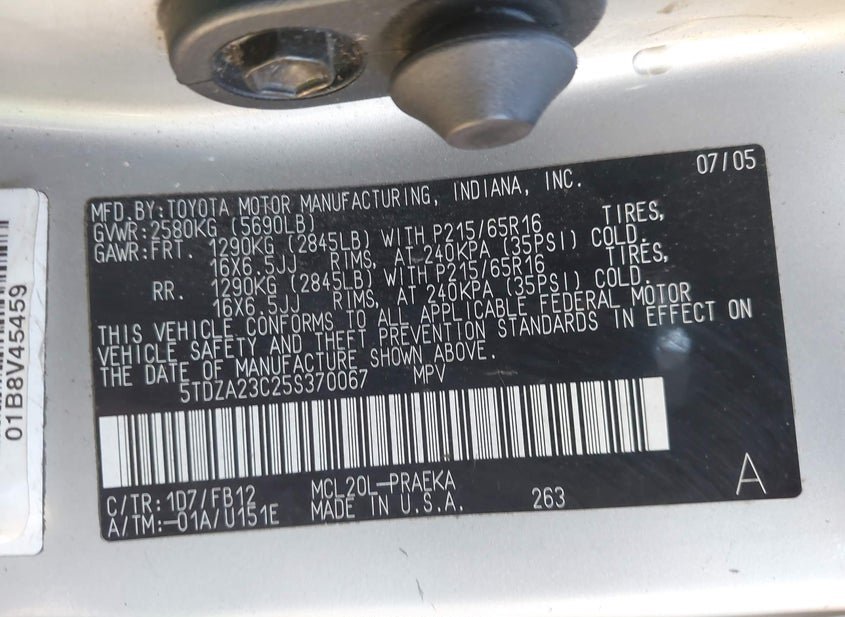 07/05
MFD.BY:TOYOTA MOTOR MANUFACTURING, INDIANA, INC.
GVWR:2580KG (5690LB)
GAWR:FRT. 1290KG (2845LB) WITH P215/65R16 TIRES,
16X6.5JJ RIMS, AT 240KPA (35PSI) COLD.
RR. 1290KG (2845LB) WITH P215/65R16 TIRES,
16X6.5JJ RIMS, AT 240KPA (35PSI) COLD.
THIS VEHICLE CONFORMS TO ALL APPLICABLE FEDERAL MOTOR
VEHICLE SAFETY AND THEFT PREVENTION STANDARDS IN EFFECT ON
THE DATE OF MANUFACTURE SHOWN ABOVE.
5TDZA23C25S370067 MPV
C/TR:1D7/FB12 MCL20L-PRAEKA
A/TM:-01A/U151E MADE IN U.S.A. 263
A
01B8V45459